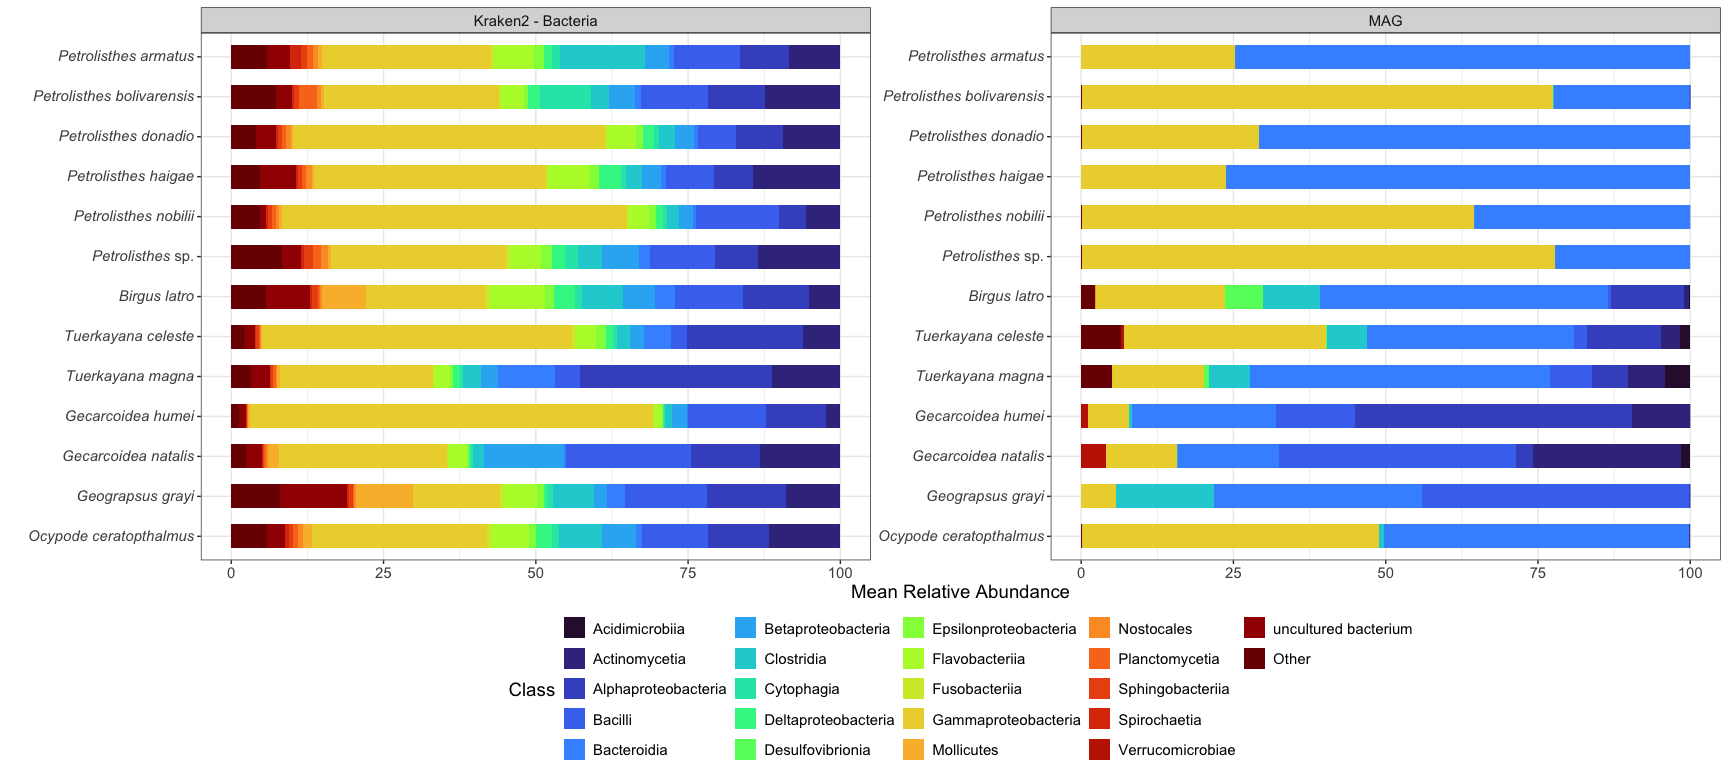 Kraken2 - Bacteria
MAG
Petrolisthes armatus
Petrolisthes bolivarensis
Petrolisthes donadio
Petrolisthes haigae
Petrolisthes nobilii
Petrolisthes sp.
Birgus latro
Tuerkayana celeste
Tuerkayana magna
Gecarcoidea humei
Gecarcoidea natalis
Geograpsus grayi
Ocypode ceratopthalmus
Petrolisthes armatus
Petrolisthes bolivarensis
Petrolisthes donadio
Petrolisthes haigae
Petrolisthes nobilii
Petrolisthes sp.
Birgus latro
Tuerkayana celeste
Tuerkayana magna
Gecarcoidea humei
Gecarcoidea natalis
Geograpsus grayi
Ocypode ceratopthalmus
0 25 50 75 100
0 25 50 75 100
Mean Relative Abundance
Class
Acidimicrobiia
Actinomycetia
Alphaproteobacteria
Bacilli
Bacteroidia
Betaproteobacteria
Clostridia
Cytophagia
Deltaproteobacteria
Desulfovibrionia
Epsilonproteobacteria
Flavobacteriia
Fusobacteriia
Gammaproteobacteria
Mollicutes
Nostocales
Planctomycetia
Sphingobacteriia
Spirochaetia
Verrucomicrobiae
uncultured bacterium
Other